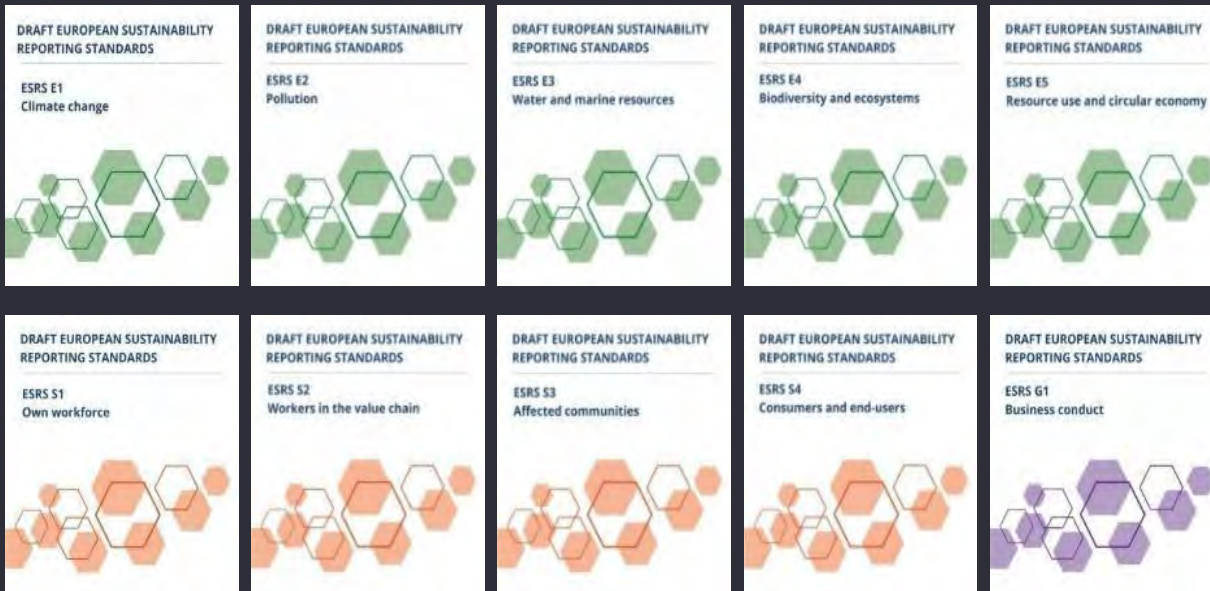 DRAFT EUROPEAN SUSTAINABILITY
REPORTING STANDARDS
ESRS E1
Climate change
DRAFT EUROPEAN SUSTAINABILITY
REPORTING STANDARDS
ESRS E2
Pollution
DRAFT EUROPEAN SUSTAINABILITY
REPORTING STANDARDS
ESRS E3
Water and marine resources
DRAFT EUROPEAN SUSTAINABILITY
REPORTING STANDARDS
ESRS E4
Biodiversity and ecosystems
DRAFT EUROPEAN SUSTAINABILITY
REPORTING STANDARDS
ESRS E5
Resource use and circular economy
DRAFT EUROPEAN SUSTAINABILITY
REPORTING STANDARDS
ESRS S1
Own workforce
DRAFT EUROPEAN SUSTAINABILITY
REPORTING STANDARDS
ESRS S2
Workers in the value chain
DRAFT EUROPEAN SUSTAINABILITY
REPORTING STANDARDS
ESRS S3
Affected communities
DRAFT EUROPEAN SUSTAINABILITY
REPORTING STANDARDS
ESRS S4
Consumers and end-users
DRAFT EUROPEAN SUSTAINABILITY
REPORTING STANDARDS
ESRS G1
Business conduct